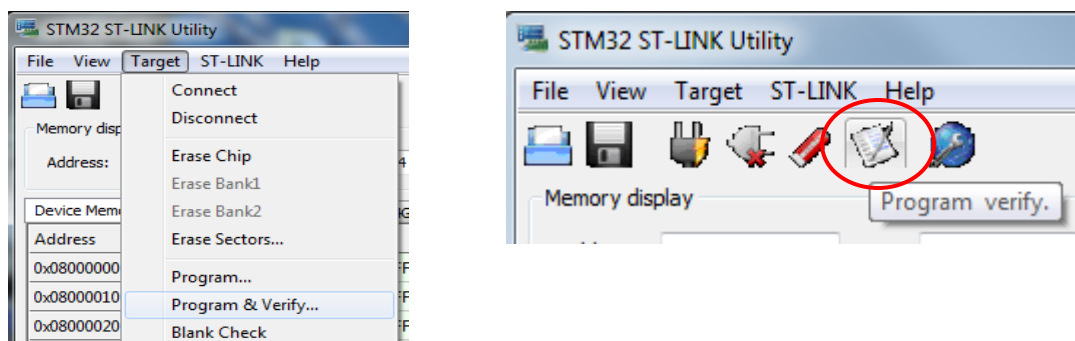 STM32 ST-LINK Utility
File View Target ST-LINK Help
Connect
Disconnect
Memory disp
Address:
Erase Chip
4
Erase Bank1
Device Mem
Erase Bank2
Address
Erase Sectors...
0x08000000
Program...
0x08000010
Program & Verify...
0x08000020
Blank Check
STM32 ST-LINK Utility
File View Target ST-LINK Help
Memory display
Program verify.